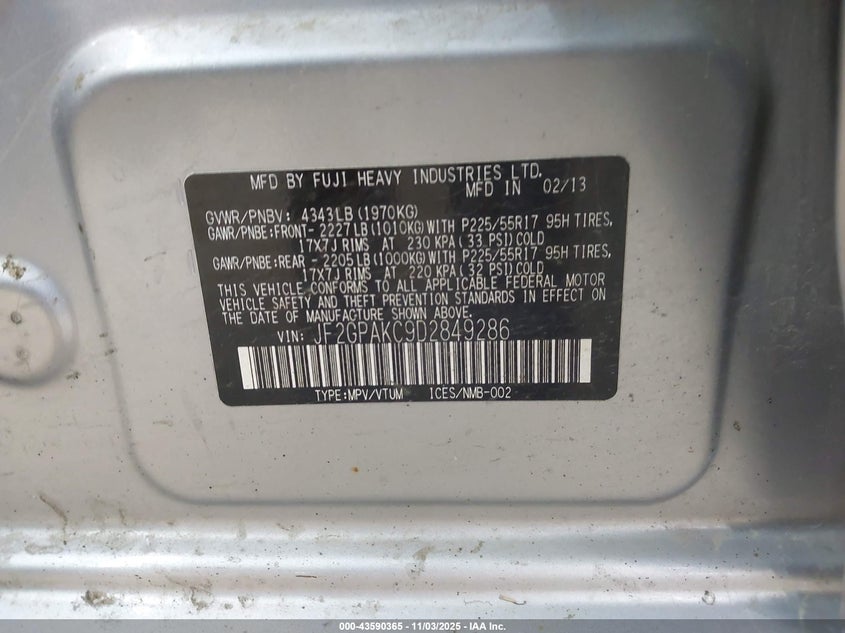 MFD BY FUJI HEAVY INDUSTRIES LTD.
MFD IN 02/13
GVWR/PNBV: 4343LB (1970KG)
GAWR/PNBE:FRONT- 2227LB (1010KG) WITH P225/55R17 95H TIRES,
17X7J RIMS AT 230 KPA ( 33 PSI) COLD
GAWR/PNBE:REAR - 2205LB (1000KG) WITH P225/55R17 95H TIRES,
17X7J RIMS AT 220 KPA ( 32 PSI) COLD
THIS VEHICLE CONFORMS TO ALL APPLICABLE FEDERAL MOTOR
VEHICLE SAFETY AND THEFT PREVENTION STANDARDS IN EFFECT ON
THE DATE OF MANUFACTURE SHOWN ABOVE.
VIN: JF2GPAKC9D2849286
TYPE:MPV/VTUM ICES/NMB-002
000-43590365 - 11/03/2025 - IAA Inc.